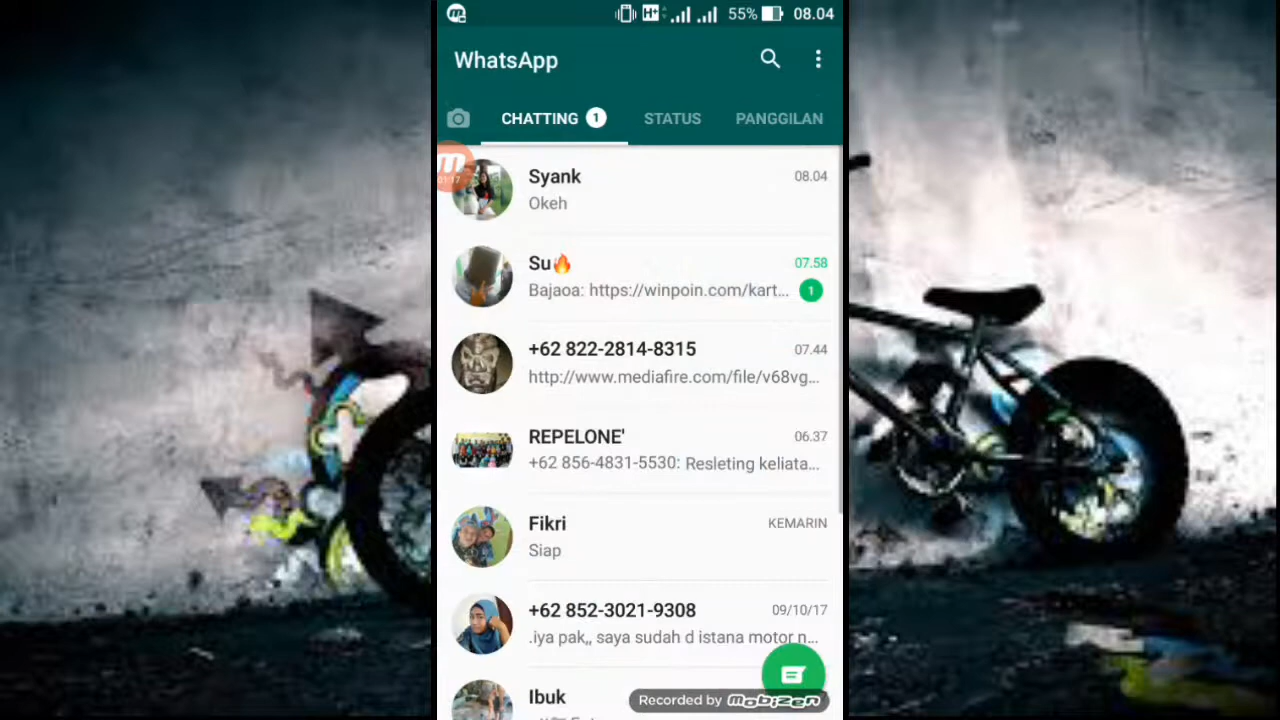 55% 08.04
WhatsApp
CHATTING 1 STATUS PANGGILAN
Syank 08.04
Okeh
Su🔥 07.58
Bajaoa: https://winpoin.com/kart... 1
+62 822-2814-8315 07.44
http://www.mediafire.com/file/v68vg...
REPELONE' 06.37
+62 856-4831-5530: Resleting keliata...
Fikri KEMARIN
Siap
+62 852-3021-9308 09/10/17
.iya pak,, saya sudah d istana motor n...
Ibuk
Recorded by mobizen